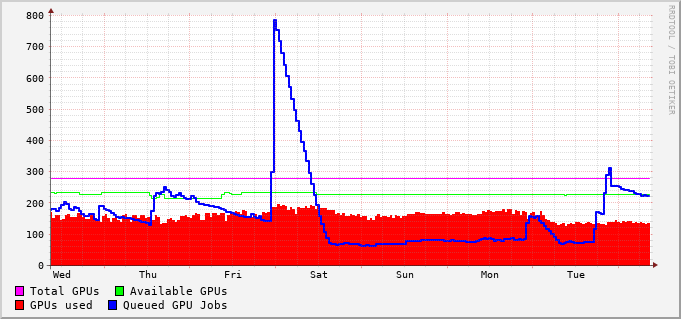 800
700
600
500
400
300
200
100
0
Wed Thu Fri Sat Sun Mon Tue
Total GPUs Available GPUs
GPUs used Queued GPU Jobs
RRDTOOL / TOBI OETIKER